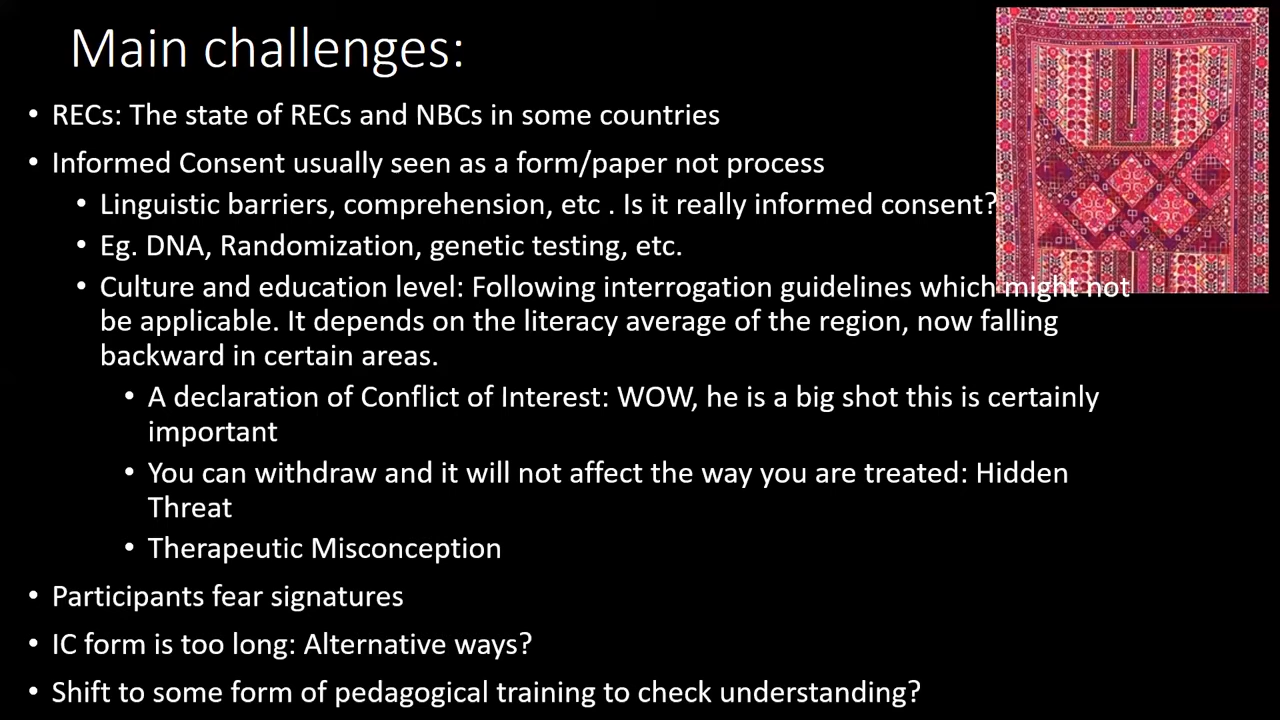 Main challenges:
• RECs: The state of RECs and NBCs in some countries
• Informed Consent usually seen as a form/paper not process
• Linguistic barriers, comprehension, etc . Is it really informed consent?
• Eg. DNA, Randomization, genetic testing, etc.
• Culture and education level: Following interrogation guidelines which might not
be applicable. It depends on the literacy average of the region, now falling
backward in certain areas.
• A declaration of Conflict of Interest: WOW, he is a big shot this is certainly
important
• You can withdraw and it will not affect the way you are treated: Hidden
Threat
• Therapeutic Misconception
• Participants fear signatures
• IC form is too long: Alternative ways?
• Shift to some form of pedagogical training to check understanding?